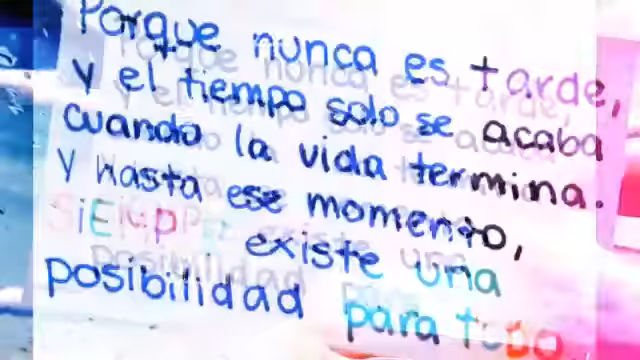 Porque nunca es tarde,
y el tiempo solo se acaba
cuando la vida termina.
Y Hasta ese momento,
SiEMPRE existe una
posibilidad para todo